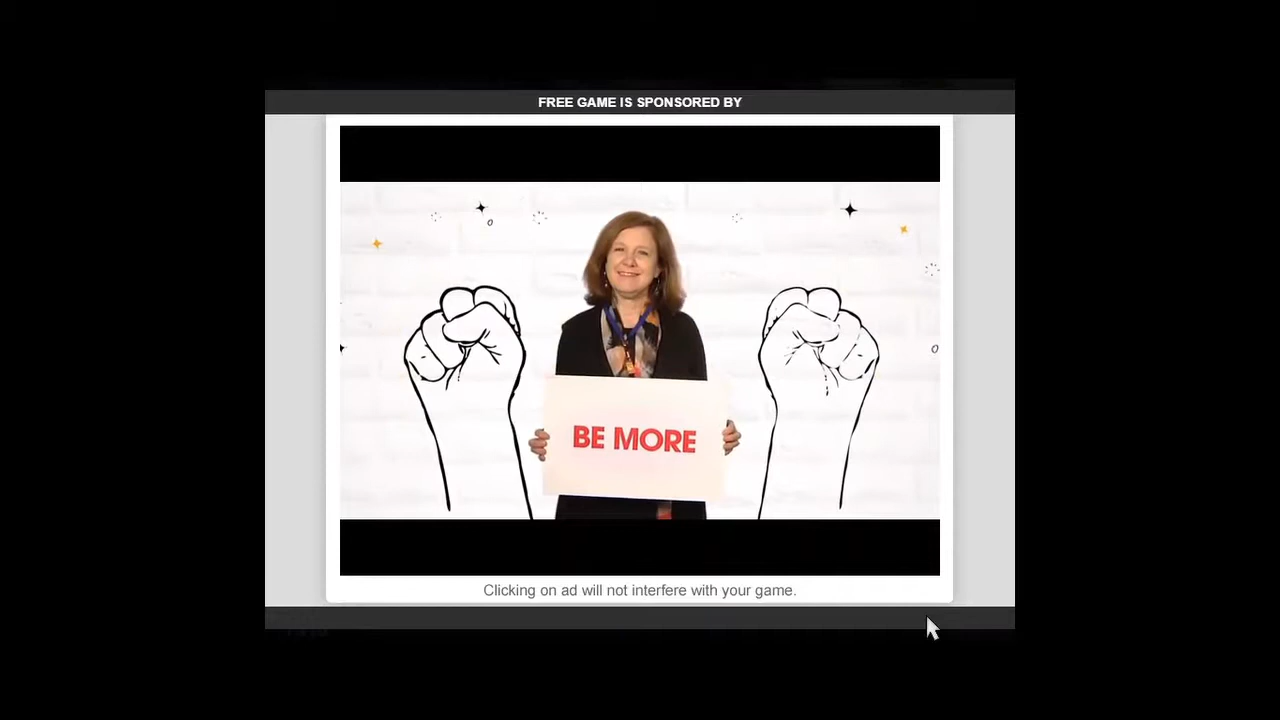 FREE GAME IS SPONSORED BY
BE MORE
Clicking on ad will not interfere with your game.